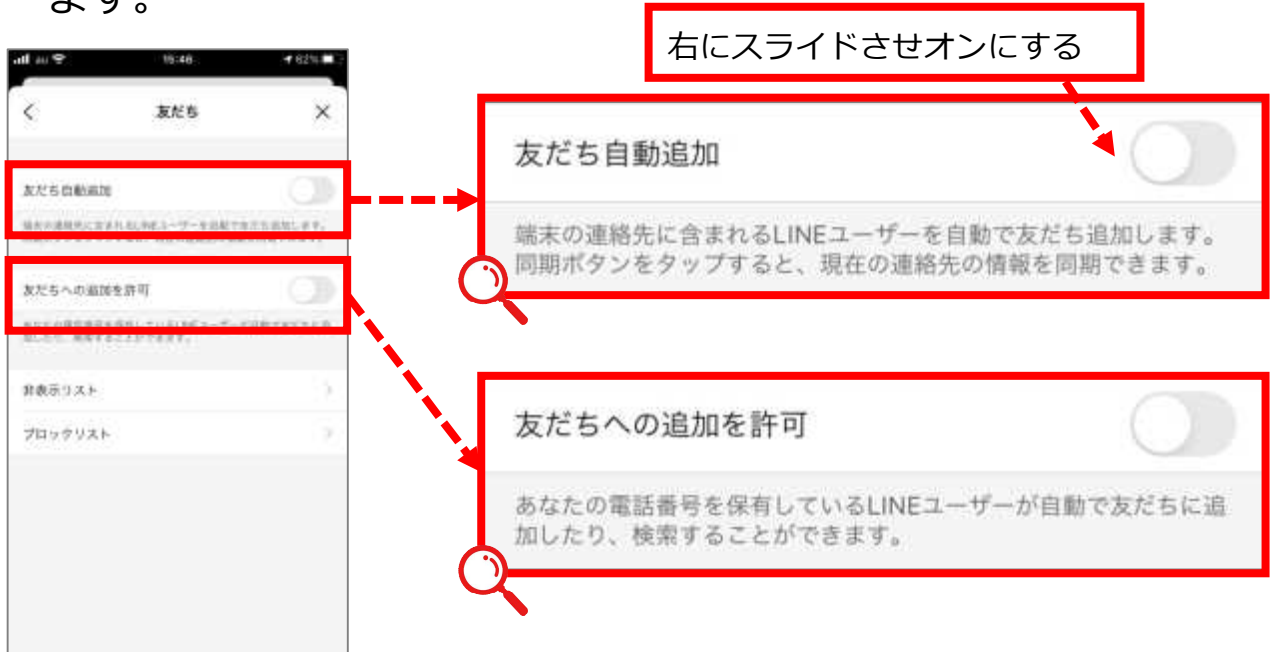 ます。
右にスライドさせオンにする
au
15:46
82%
友だち
友だち自動追加
友だちへの追加を許可
非表示リスト
ブロックリスト
友だち自動追加
端末の連絡先に含まれるLINEユーザーを自動で友だち追加します。
同期ボタンをタップすると、現在の連絡先の情報を同期できます。
友だちへの追加を許可
あなたの電話番号を保有しているLINEユーザーが自動で友だちに追
加したり、検索することができます。